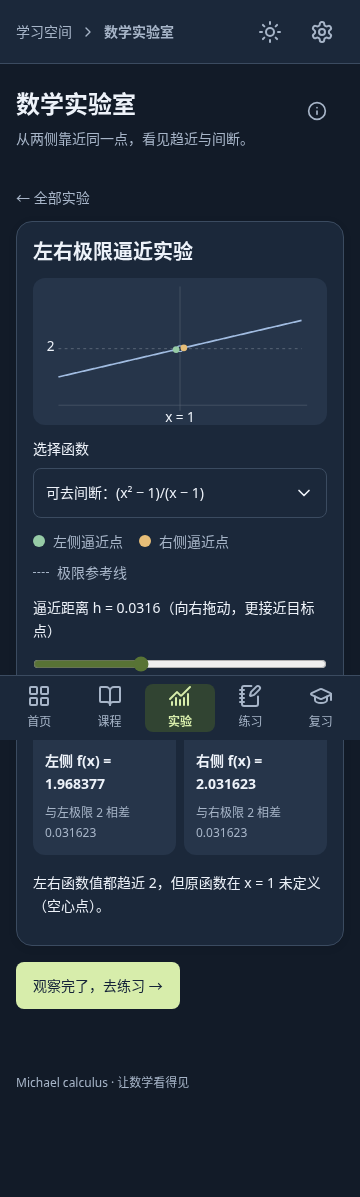 学习空间 > 数学实验室
数学实验室
从两侧靠近同一点，看见趋近与间断。
← 全部实验
左右极限逼近实验
2
x = 1
选择函数
可去间断：(x² − 1)/(x − 1)
左侧逼近点 右侧逼近点
极限参考线
逼近距离 h = 0.0316（向右拖动，更接近目标
点）
首页 课程 实验 练习 复习
左侧 f(x) =
1.968377
与左极限 2 相差
0.031623
右侧 f(x) =
2.031623
与右极限 2 相差
0.031623
左右函数值都趋近 2，但原函数在 x = 1 未定义
（空心点）。
观察完了，去练习 →
Michael calculus · 让数学看得见